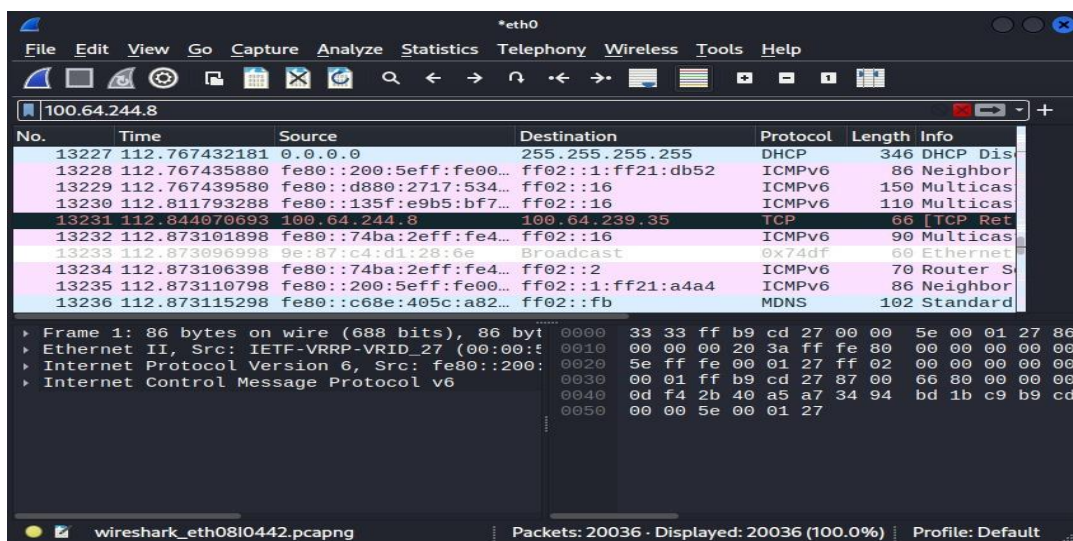 *eth0
File Edit View Go Capture Analyze Statistics Telephony Wireless Tools Help
100.64.244.8
No. Time Source Destination Protocol Length Info
13227 112.767432181 0.0.0.0 255.255.255.255 DHCP 346 DHCP Dis
13228 112.767435880 fe80::200:5eff:fe00… ff02::1:ff21:db52 ICMPv6 86 Neighbor
13229 112.767439580 fe80::d880:2717:534… ff02::16 ICMPv6 150 Multicas
13230 112.811793288 fe80::135f:e9b5:bf7… ff02::16 ICMPv6 110 Multicas
13231 112.844070693 100.64.244.8 100.64.239.35 TCP 66 [TCP Ret
13232 112.873101898 fe80::74ba:2eff:fe4… ff02::16 ICMPv6 90 Multicas
13233 112.873096998 9e:87:c4:d1:28:6e Broadcast 0x74df 60 Ethernet
13234 112.873106398 fe80::74ba:2eff:fe4… ff02::2 ICMPv6 70 Router S
13235 112.873110798 fe80::200:5eff:fe00… ff02::1:ff21:a4a4 ICMPv6 86 Neighbor
13236 112.873115298 fe80::c68e:405c:a82… ff02::fb MDNS 102 Standard
Frame 1: 86 bytes on wire (688 bits), 86 byt
Ethernet II, Src: IETF-VRRP-VRID_27 (00:00:5
Internet Protocol Version 6, Src: fe80::200:
Internet Control Message Protocol v6
0000 33 33 ff b9 cd 27 00 00 5e 00 01 27 86
0010 00 00 00 20 3a ff fe 80 00 00 00 00 00
0020 5e ff fe 00 01 27 ff 02 00 00 00 00 00
0030 00 01 ff b9 cd 27 87 00 66 80 00 00 00
0040 0d f4 2b 40 a5 a7 34 94 bd 1b c9 b9 cd
0050 00 00 5e 00 01 27
wireshark_eth08I0442.pcapng Packets: 20036 · Displayed: 20036 (100.0%) Profile: Default